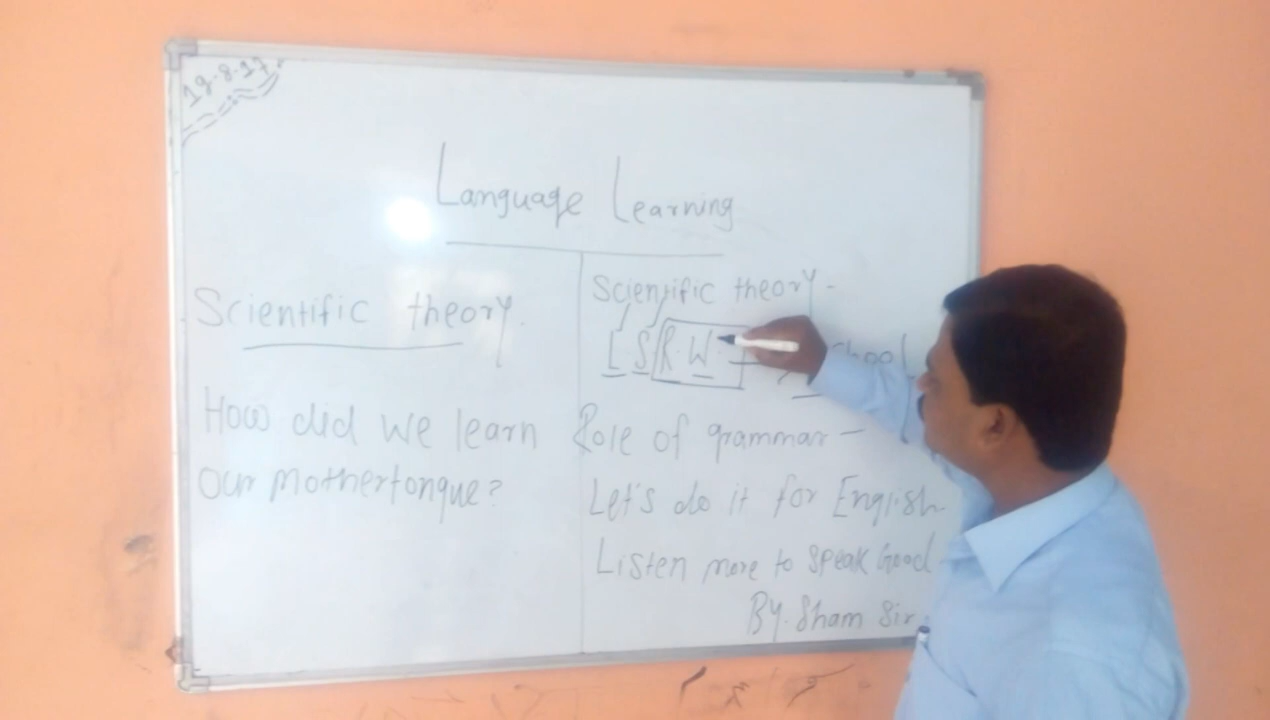 19-8-17
Language Learning
Scientific theory.
How did we learn
our mothertongue?
Scientific theory-
L S R. W.
Role of grammar -
Let's do it for English.
Listen more to speak Good
By. Sham Sir.